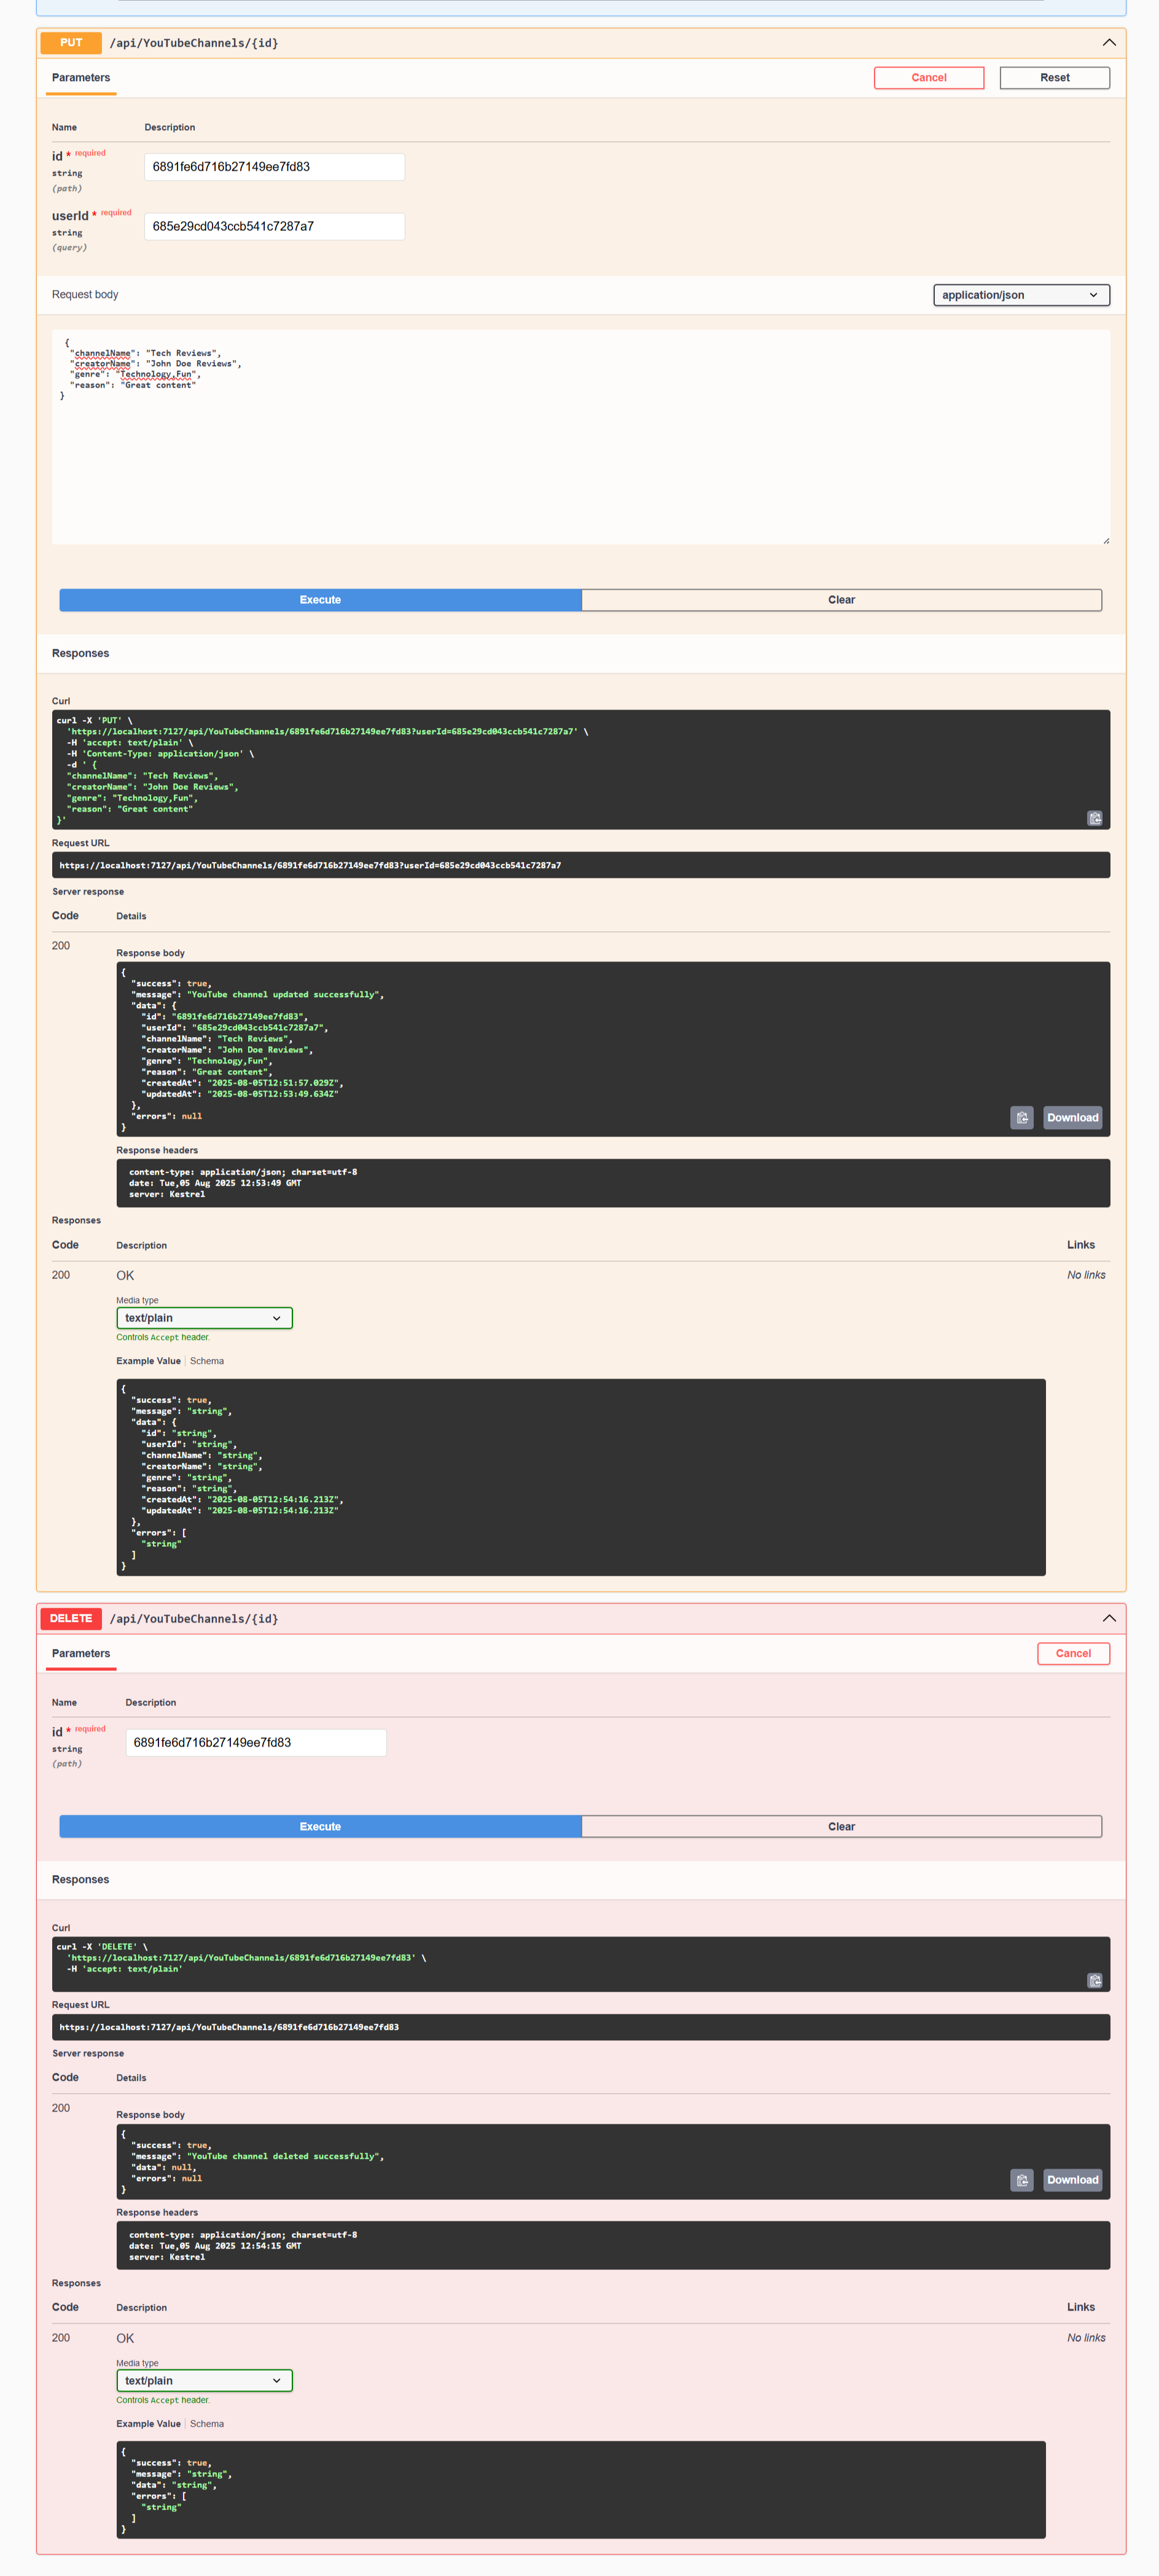 PUT /api/YouTubeChannels/{id}
Parameters Cancel Reset
Name Description
id * required
string
(path)
6891fe6d716b27149ee7fd83
userId * required
string
(query)
685e29cd043ccb541c7287a7
Request body application/json
{
"channelName": "Tech Reviews",
"creatorName": "John Doe Reviews",
"genre": "Technology,Fun",
"reason": "Great content"
}
Execute Clear
Responses
Curl
curl -X 'PUT' \
'https://localhost:7127/api/YouTubeChannels/6891fe6d716b27149ee7fd83?userId=685e29cd043ccb541c7287a7' \
-H 'accept: text/plain' \
-H 'Content-Type: application/json' \
-d ' {
"channelName": "Tech Reviews",
"creatorName": "John Doe Reviews",
"genre": "Technology,Fun",
"reason": "Great content"
}'
Request URL
https://localhost:7127/api/YouTubeChannels/6891fe6d716b27149ee7fd83?userId=685e29cd043ccb541c7287a7
Server response
Code Details
200
Response body
{
"success": true,
"message": "YouTube channel updated successfully",
"data": {
"id": "6891fe6d716b27149ee7fd83",
"userId": "685e29cd043ccb541c7287a7",
"channelName": "Tech Reviews",
"creatorName": "John Doe Reviews",
"genre": "Technology,Fun",
"reason": "Great content",
"createdAt": "2025-08-05T12:51:57.029Z",
"updatedAt": "2025-08-05T12:53:49.634Z"
},
"errors": null
}
Download
Response headers
content-type: application/json; charset=utf-8
date: Tue,05 Aug 2025 12:53:49 GMT
server: Kestrel
Responses
Code Description Links
200 OK No links
Media type
text/plain
Controls Accept header.
Example Value Schema
{
"success": true,
"message": "string",
"data": {
"id": "string",
"userId": "string",
"channelName": "string",
"creatorName": "string",
"genre": "string",
"reason": "string",
"createdAt": "2025-08-05T12:54:16.213Z",
"updatedAt": "2025-08-05T12:54:16.213Z"
},
"errors": [
"string"
]
}
DELETE /api/YouTubeChannels/{id}
Parameters Cancel
Name Description
id * required
string
(path)
6891fe6d716b27149ee7fd83
Execute Clear
Responses
Curl
curl -X 'DELETE' \
'https://localhost:7127/api/YouTubeChannels/6891fe6d716b27149ee7fd83' \
-H 'accept: text/plain'
Request URL
https://localhost:7127/api/YouTubeChannels/6891fe6d716b27149ee7fd83
Server response
Code Details
200
Response body
{
"success": true,
"message": "YouTube channel deleted successfully",
"data": null,
"errors": null
}
Download
Response headers
content-type: application/json; charset=utf-8
date: Tue,05 Aug 2025 12:54:15 GMT
server: Kestrel
Responses
Code Description Links
200 OK No links
Media type
text/plain
Controls Accept header.
Example Value Schema
{
"success": true,
"message": "string",
"data": "string",
"errors": [
"string"
]
}